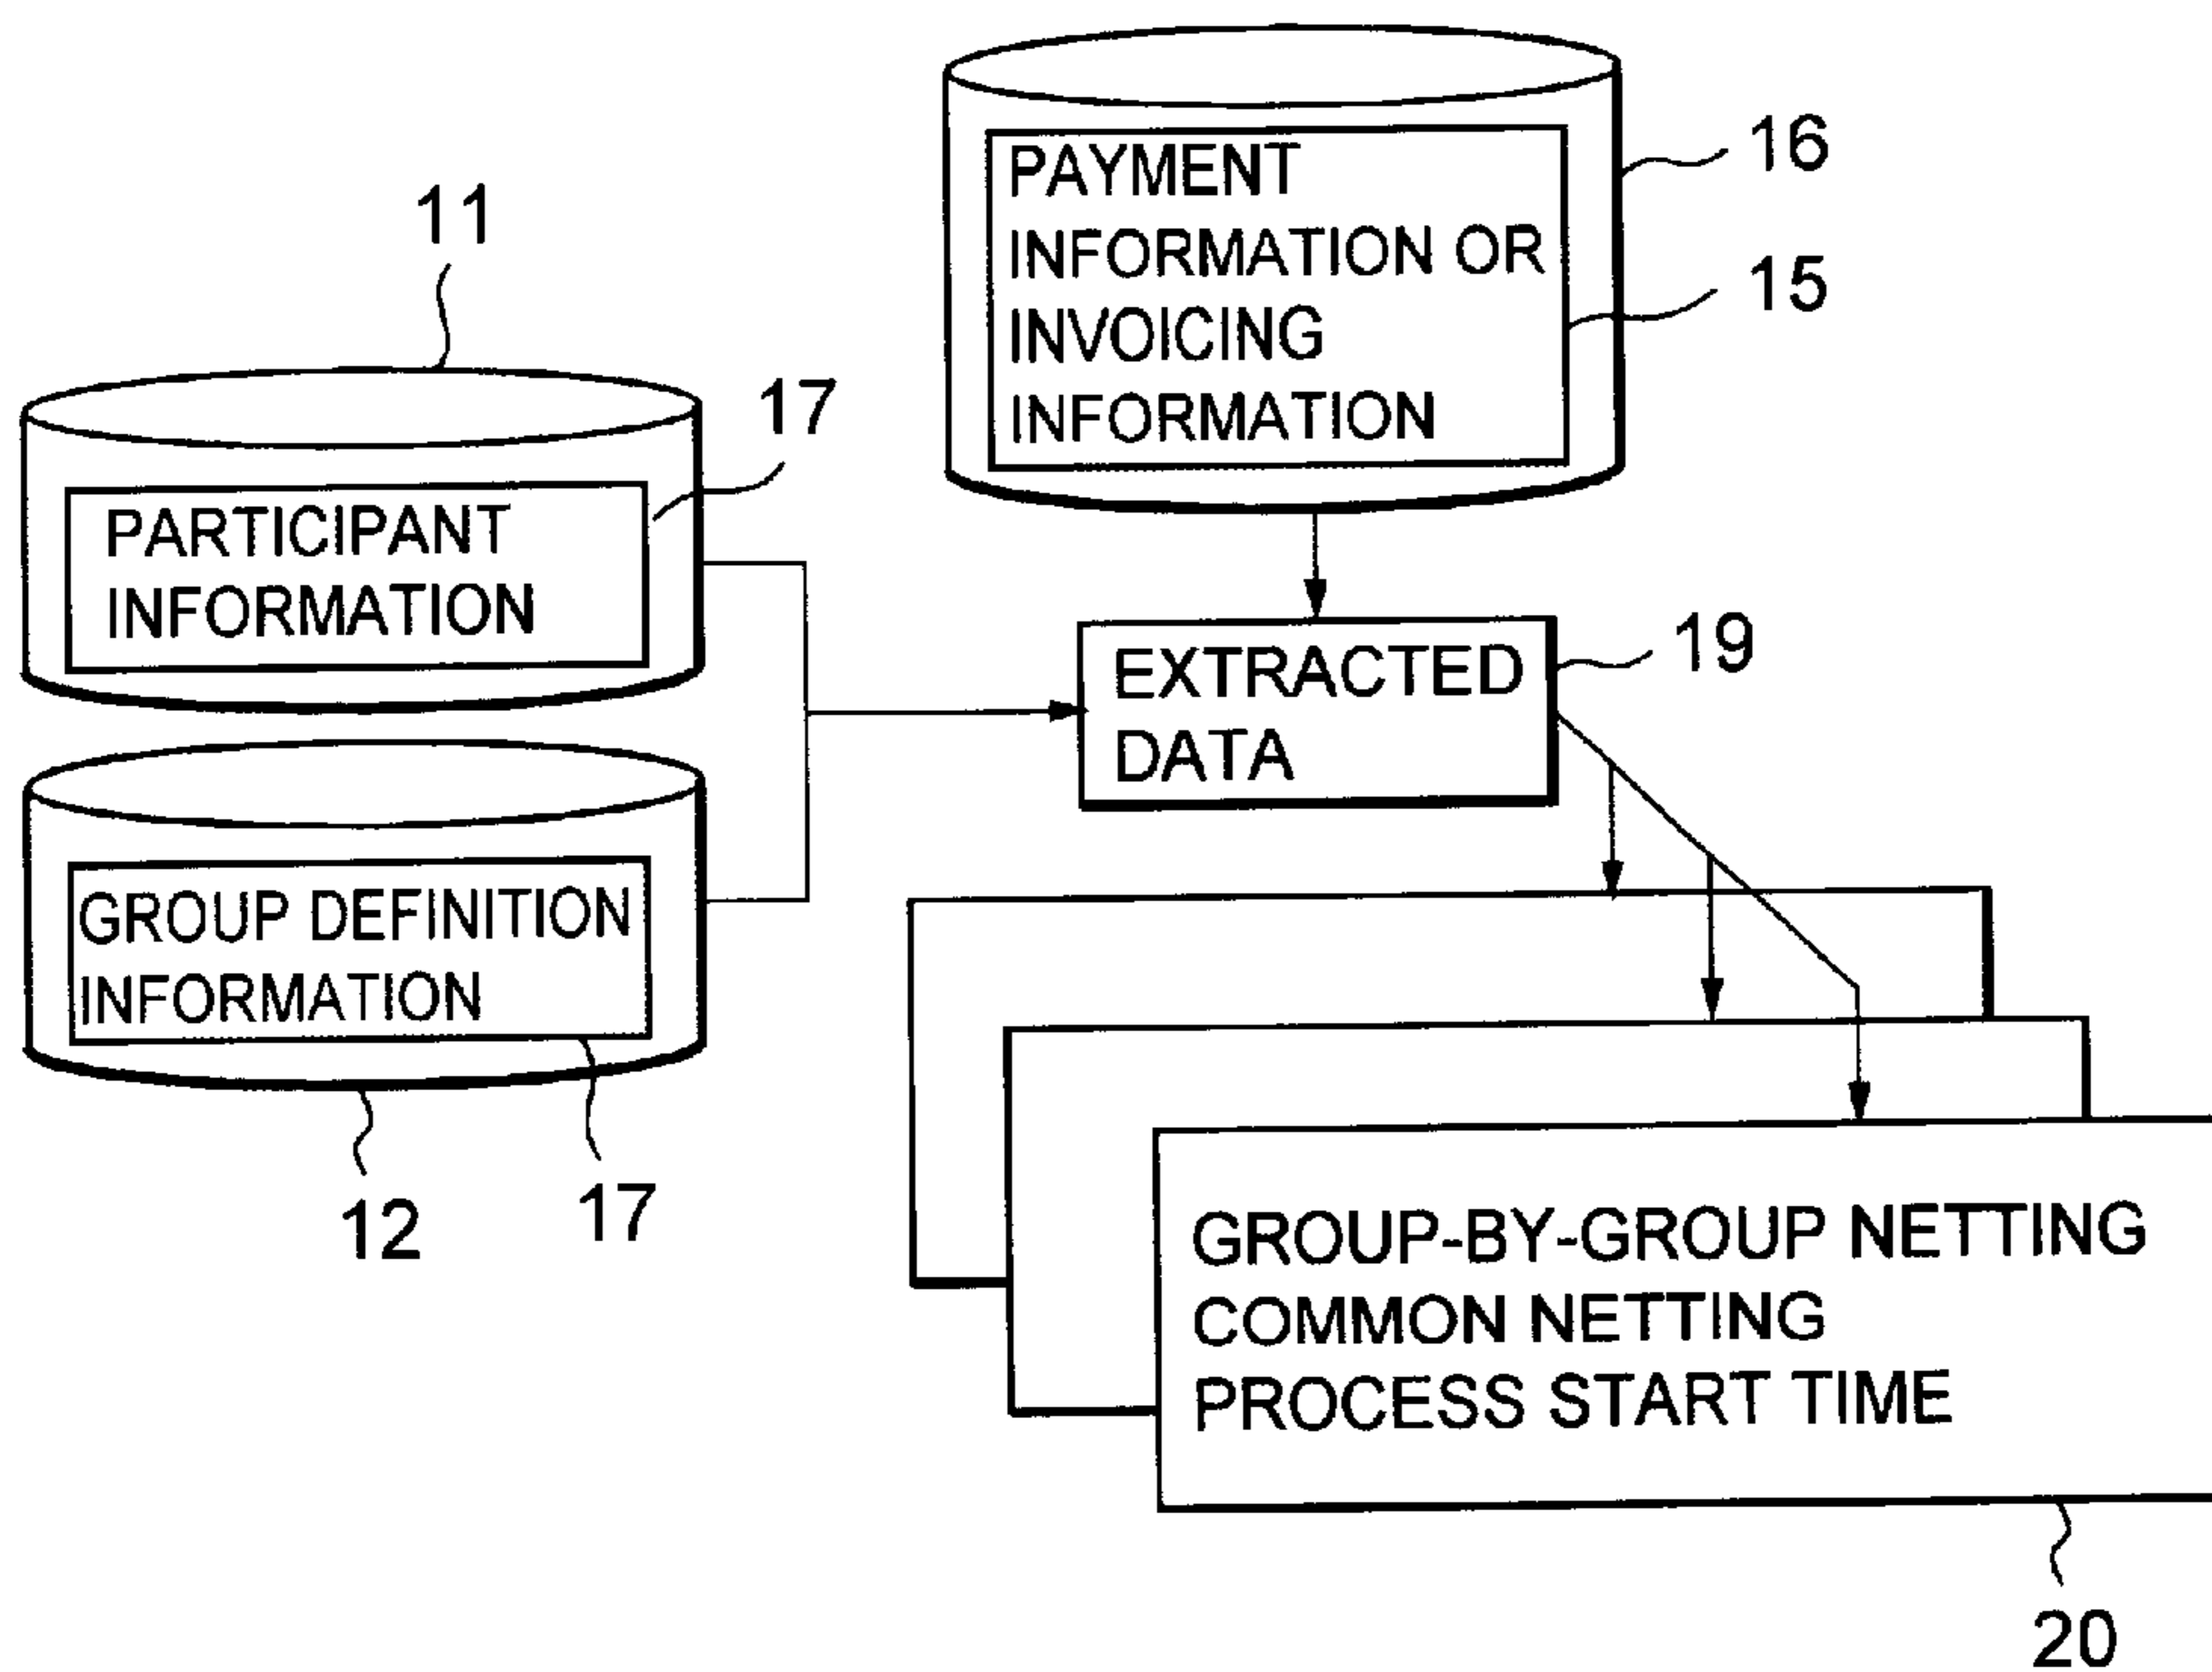 16
PAYMENT
INFORMATION OR
INVOICING
INFORMATION
15
11
17
PARTICIPANT
INFORMATION
19
EXTRACTED
DATA
GROUP DEFINITION
INFORMATION
12
17
GROUP-BY-GROUP NETTING
COMMON NETTING
PROCESS START TIME
20